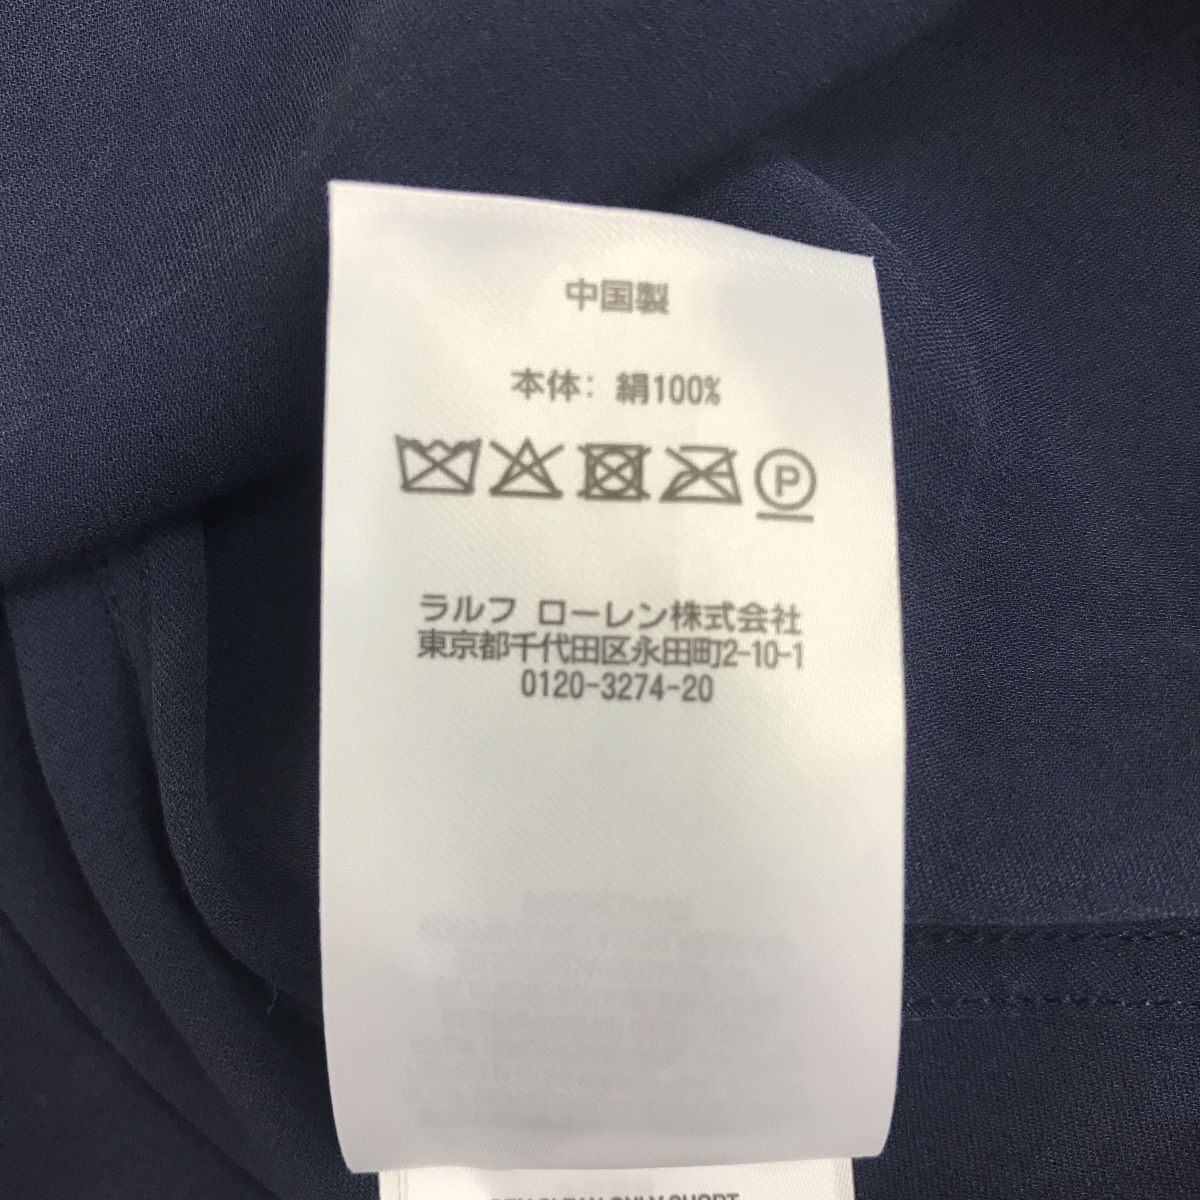 中国製
本体: 絹100%
P
ラルフ ローレン株式会社
東京都千代田区永田町2-10-1
0120-3274-20